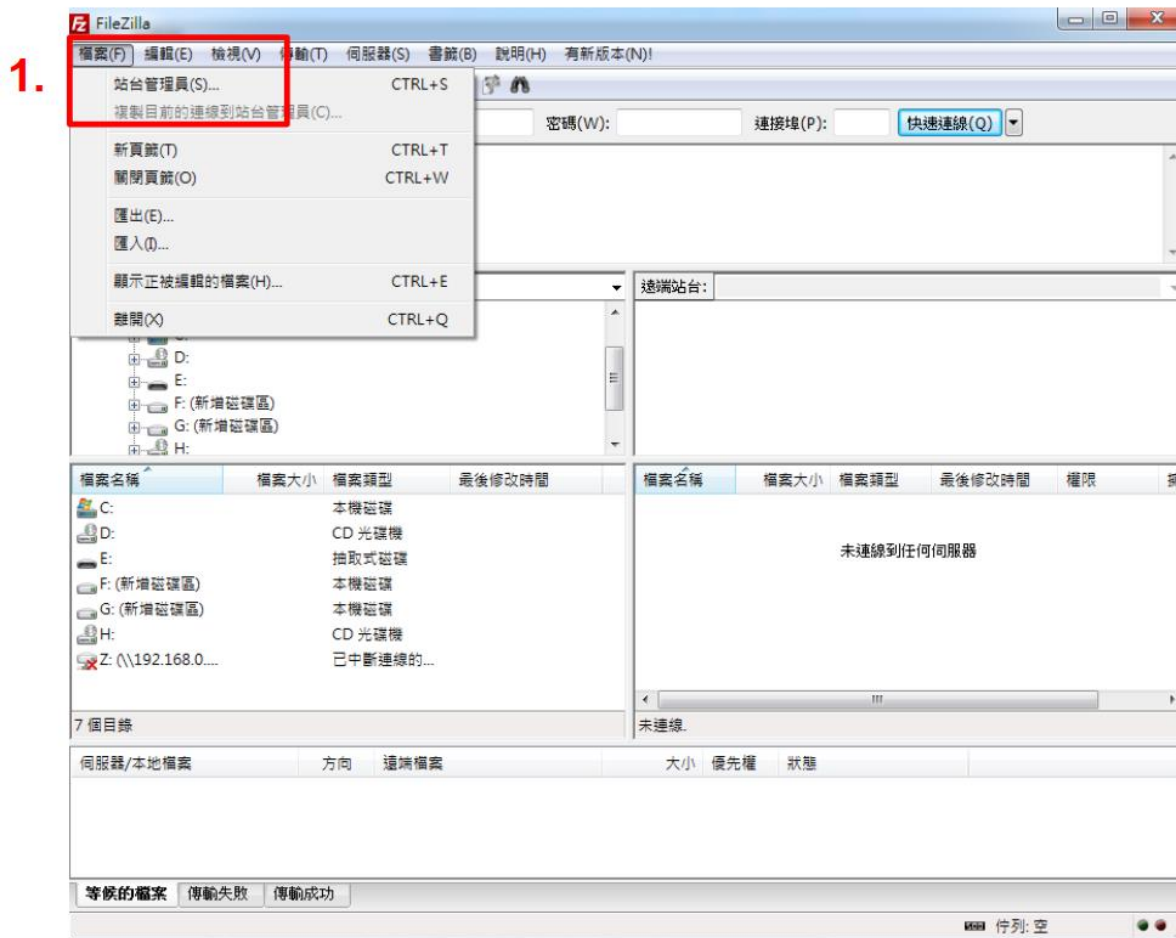 FileZilla
檔案(F) 編輯(E) 檢視(V) 傳輸(T) 伺服器(S) 書籤(B) 說明(H) 有新版本(N)!
1.
站台管理員(S)... CTRL+S
複製目前的連線到站台管理員(C)...
密碼(W): 連接埠(P): 快速連線(Q)
新頁籤(T) CTRL+T
關閉頁籤(O) CTRL+W
匯出(E)...
匯入(I)...
顯示正被編輯的檔案(H)... CTRL+E
遠端站台:
離開(X) CTRL+Q
D:
E:
F: (新增磁碟區)
G: (新增磁碟區)
H:
檔案名稱 檔案大小 檔案類型 最後修改時間 檔案名稱 檔案大小 檔案類型 最後修改時間 權限
C: 本機磁碟
D: CD 光碟機
E: 抽取式磁碟
未連線到任何伺服器
F: (新增磁碟區) 本機磁碟
G: (新增磁碟區) 本機磁碟
H: CD 光碟機
Z: (\\192.168.0.... 已中斷連線的...
7 個目錄 未連線.
伺服器/本地檔案 方向 遠端檔案 大小 優先權 狀態
等候的檔案 傳輸失敗 傳輸成功
佇列: 空